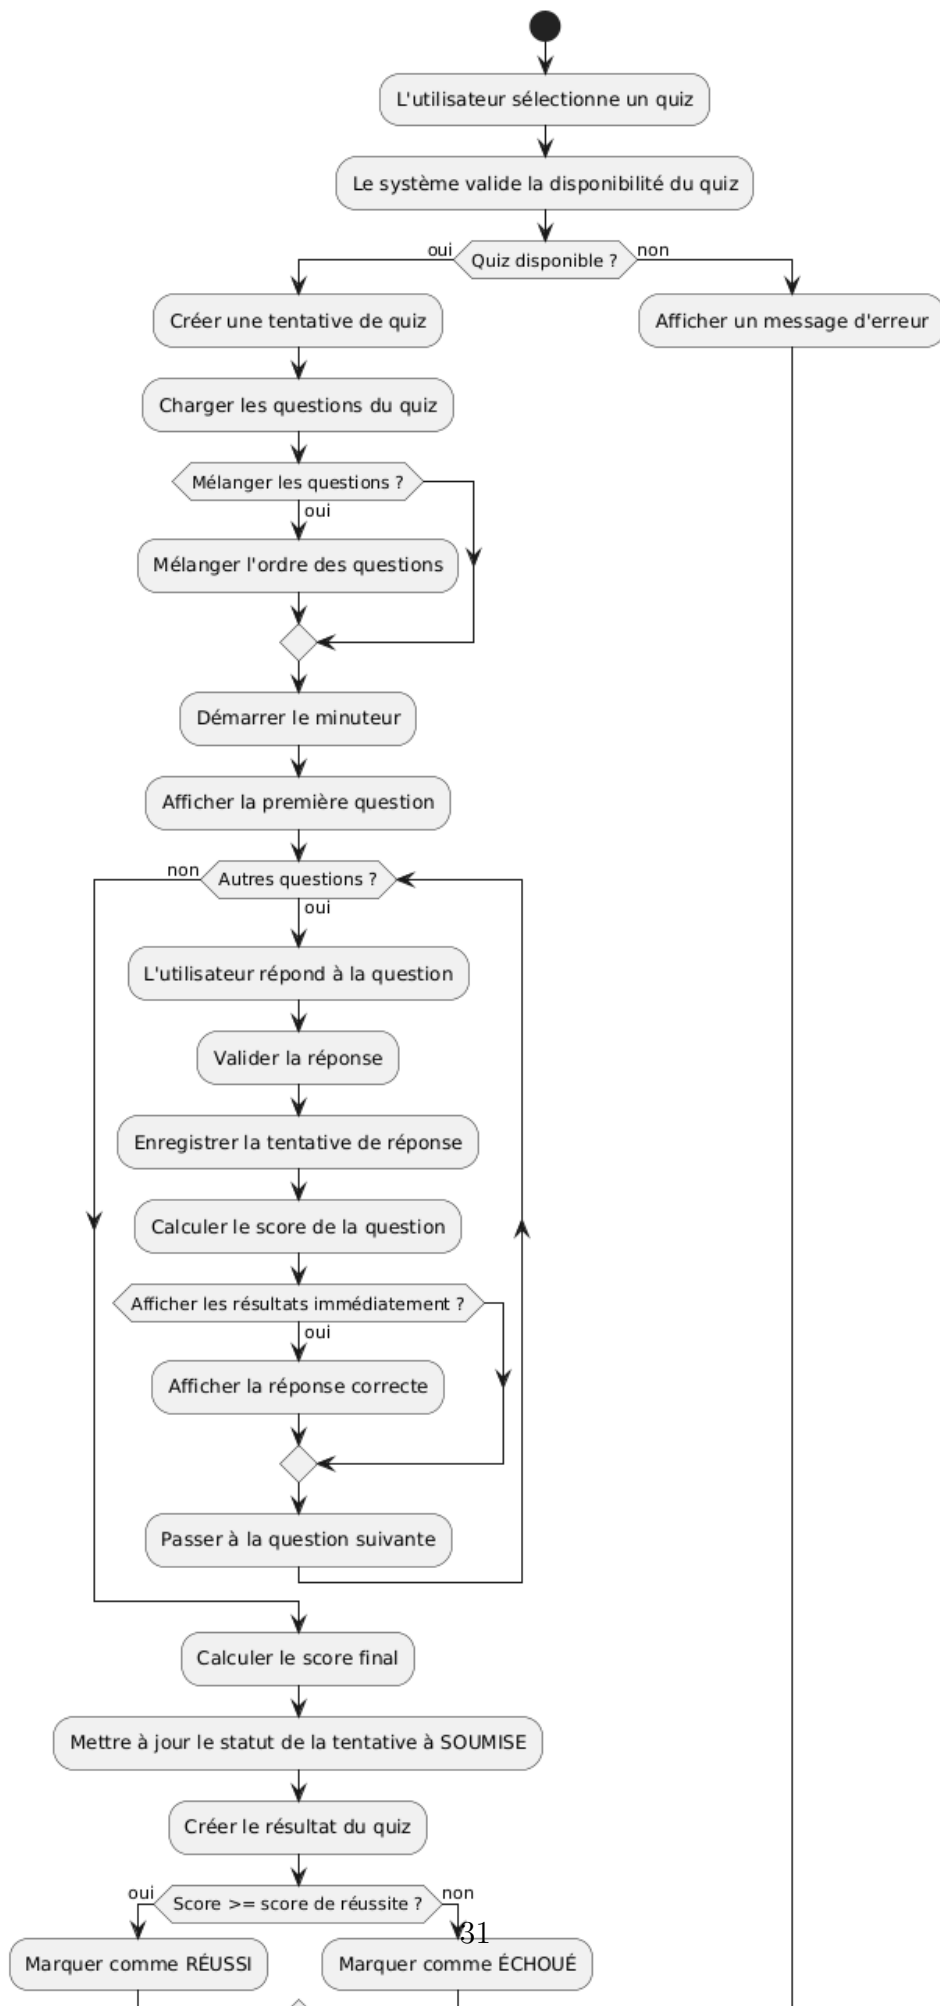 L'utilisateur sélectionne un quiz
Le système valide la disponibilité du quiz
oui
Quiz disponible ?
non
Créer une tentative de quiz
Afficher un message d'erreur
Charger les questions du quiz
Mélanger les questions ?
oui
Mélanger l'ordre des questions
Démarrer le minuteur
Afficher la première question
non
Autres questions ?
oui
L'utilisateur répond à la question
Valider la réponse
Enregistrer la tentative de réponse
Calculer le score de la question
Afficher les résultats immédiatement ?
oui
Afficher la réponse correcte
Passer à la question suivante
Calculer le score final
Mettre à jour le statut de la tentative à SOUMISE
Créer le résultat du quiz
oui
Score >= score de réussite ?
non
31
Marquer comme RÉUSSI
Marquer comme ÉCHOUÉ